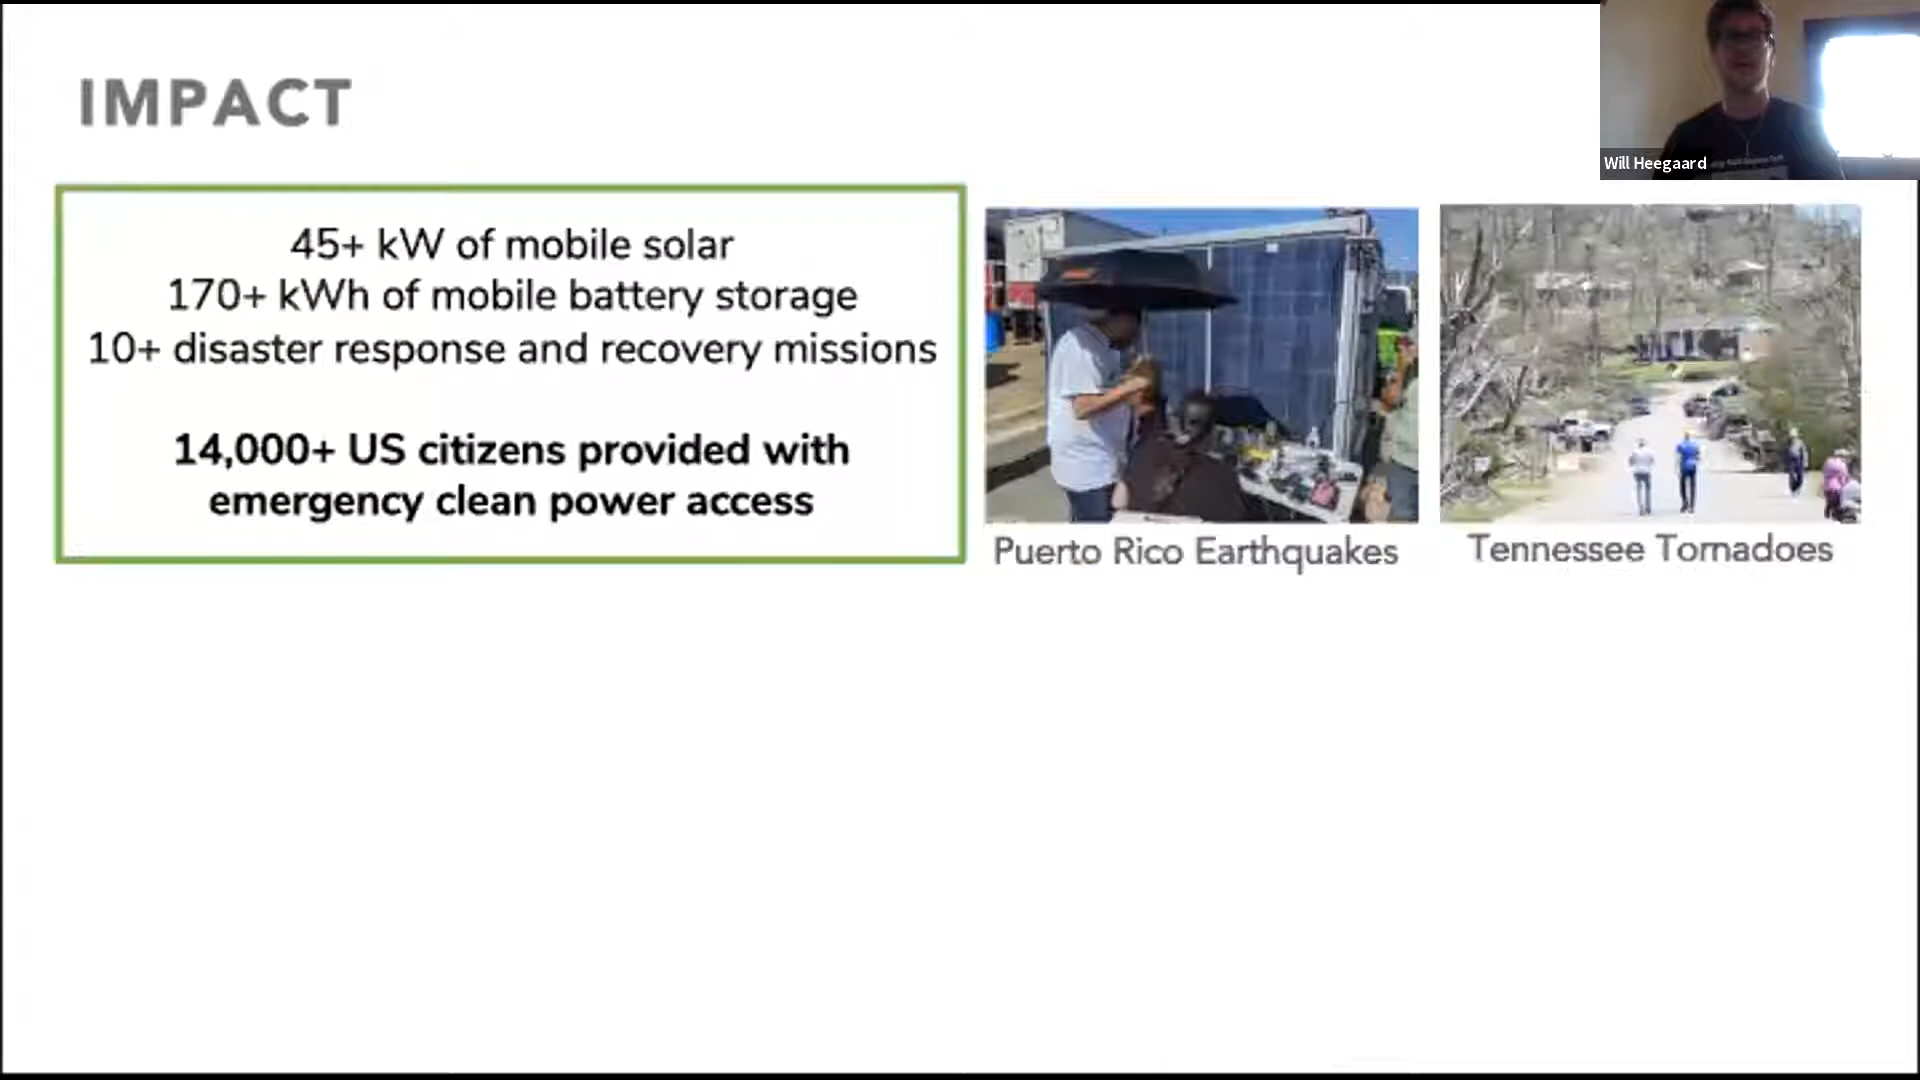 IMPACT
Will Heegaard
45+ kW of mobile solar
170+ kWh of mobile battery storage
10+ disaster response and recovery missions
14,000+ US citizens provided with
emergency clean power access
Puerto Rico Earthquakes
Tennessee Tornadoes